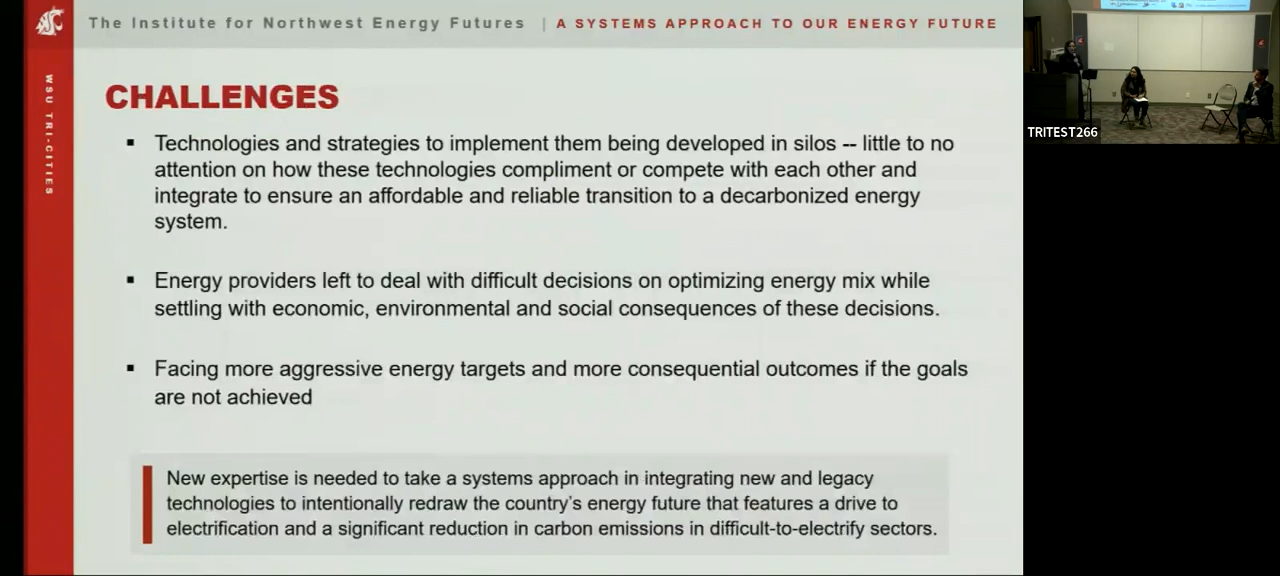 The Institute for Northwest Energy Futures | A SYSTEMS APPROACH TO OUR ENERGY FUTURE
WSU TRI-CITIES
CHALLENGES
▪ Technologies and strategies to implement them being developed in silos -- little to no
attention on how these technologies compliment or compete with each other and
integrate to ensure an affordable and reliable transition to a decarbonized energy
system.
▪ Energy providers left to deal with difficult decisions on optimizing energy mix while
settling with economic, environmental and social consequences of these decisions.
▪ Facing more aggressive energy targets and more consequential outcomes if the goals
are not achieved
New expertise is needed to take a systems approach in integrating new and legacy
technologies to intentionally redraw the country's energy future that features a drive to
electrification and a significant reduction in carbon emissions in difficult-to-electrify sectors.
TRITEST266